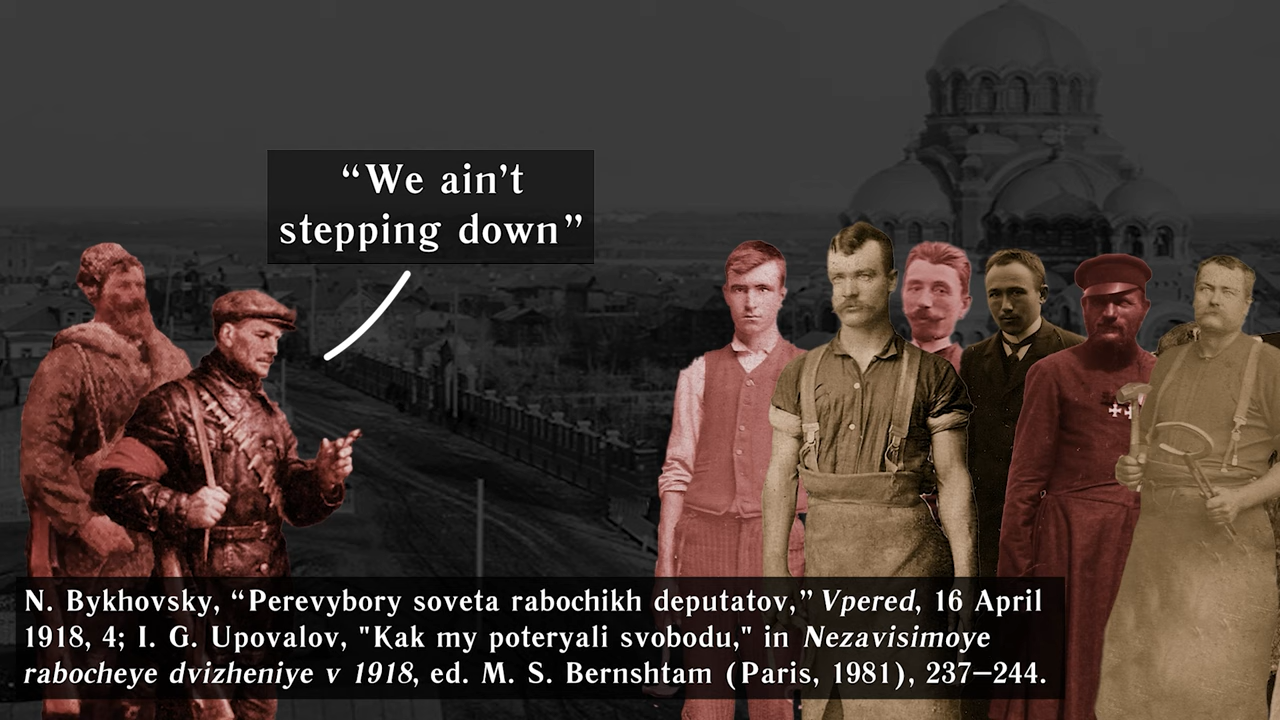 “We ain’t
stepping down”
N. Bykhovsky, “Perevybory soveta rabochikh deputatov,” Vpered, 16 April
1918, 4; I. G. Upovalov, "Kak my poteryali svobodu," in Nezavisimoye
rabocheye dvizheniye v 1918, ed. M. S. Bernshtam (Paris, 1981), 237–244.